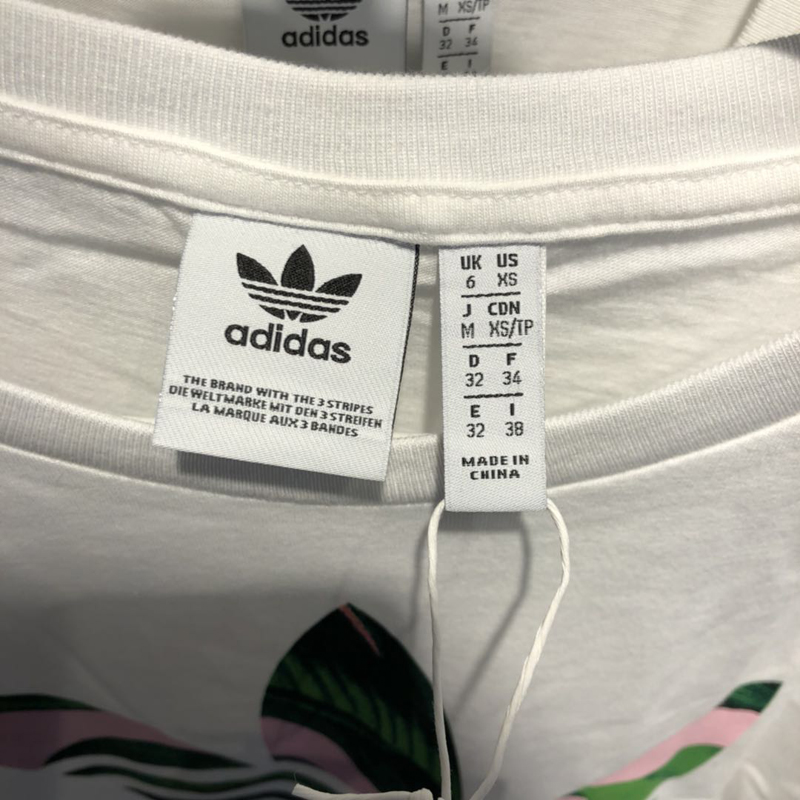 adidas
M XS/TP
D F
32 34
E I
adidas
THE BRAND WITH THE 3 STRIPES
DIE WELTMARKE MIT DEN 3 STREIFEN
LA MARQUE AUX 3 BANDES
UK US
6 XS
J CDN
M XS/TP
D F
32 34
E I
32 38
MADE IN
CHINA